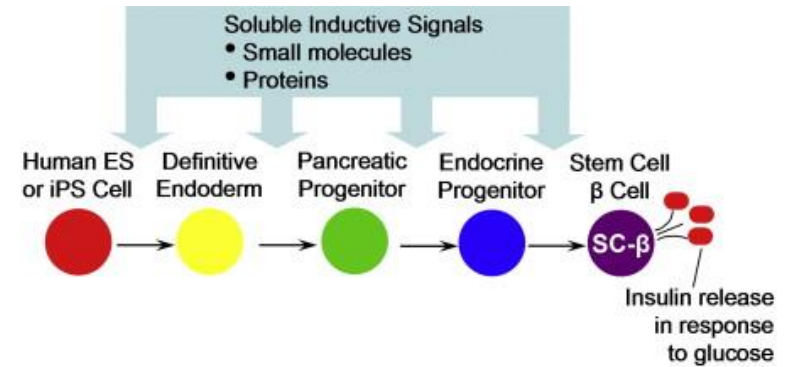 Soluble Inductive Signals
• Small molecules
• Proteins
Human ES
or iPS Cell
Definitive
Endoderm
Pancreatic
Progenitor
Endocrine
Progenitor
Stem Cell
β Cell
SC-β
Insulin release
in response
to glucose